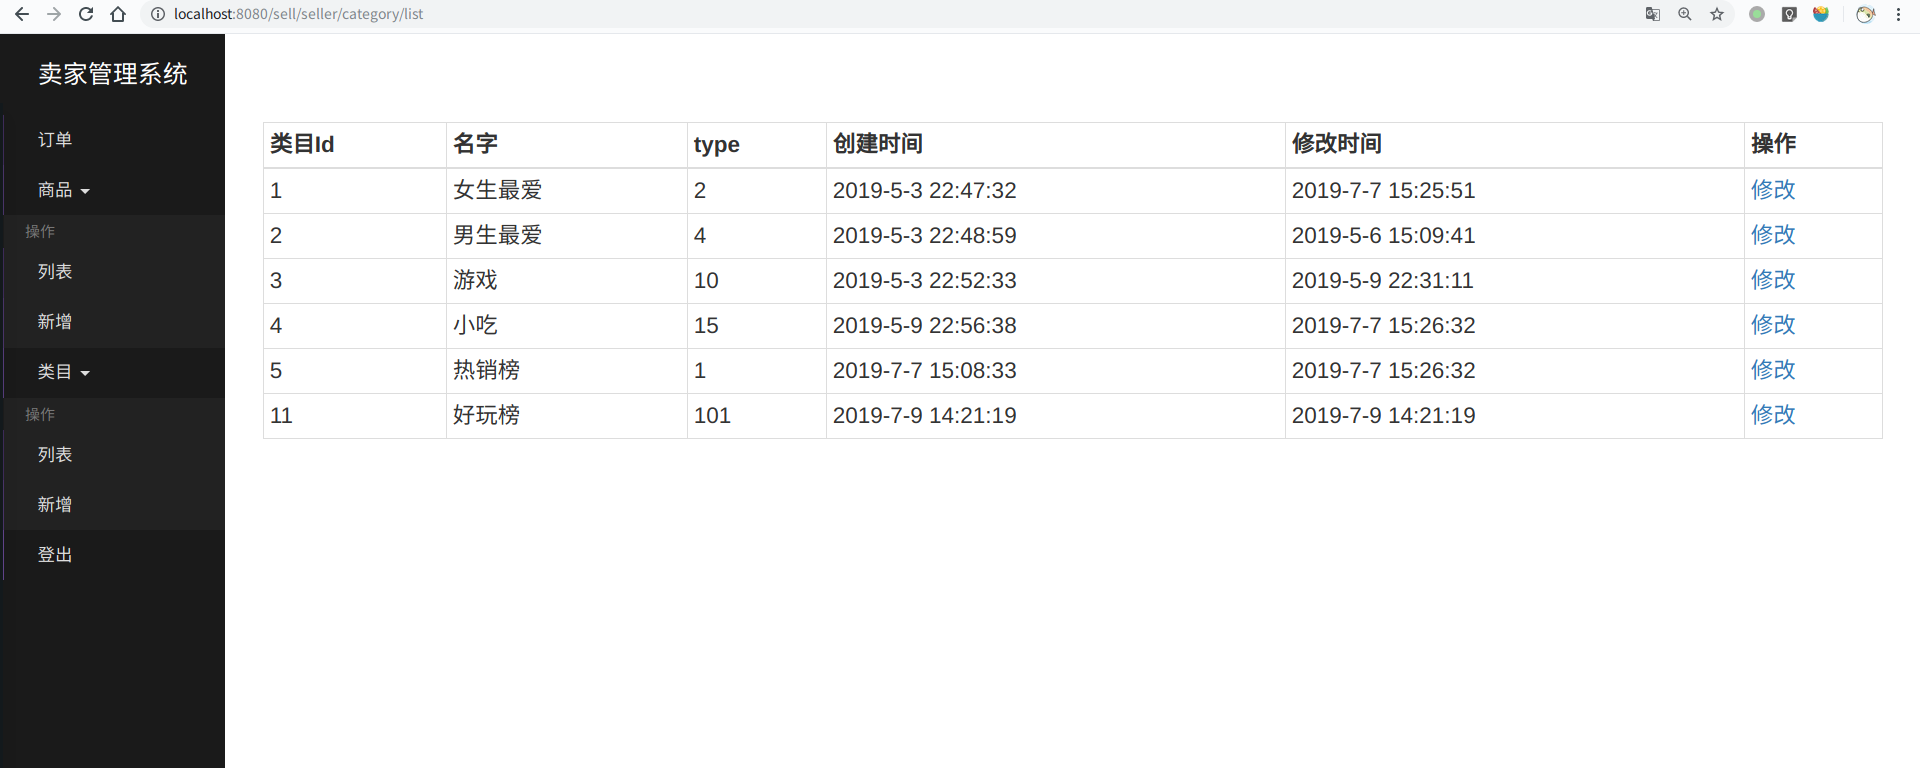 localhost:8080/sell/seller/category/list
卖家管理系统
订单
商品
操作
列表
新增
类目
操作
列表
新增
登出
类目Id 名字 type 创建时间 修改时间 操作
1 女生最爱 2 2019-5-3 22:47:32 2019-7-7 15:25:51 修改
2 男生最爱 4 2019-5-3 22:48:59 2019-5-6 15:09:41 修改
3 游戏 10 2019-5-3 22:52:33 2019-5-9 22:31:11 修改
4 小吃 15 2019-5-9 22:56:38 2019-7-7 15:26:32 修改
5 热销榜 1 2019-7-7 15:08:33 2019-7-7 15:26:32 修改
11 好玩榜 101 2019-7-9 14:21:19 2019-7-9 14:21:19 修改